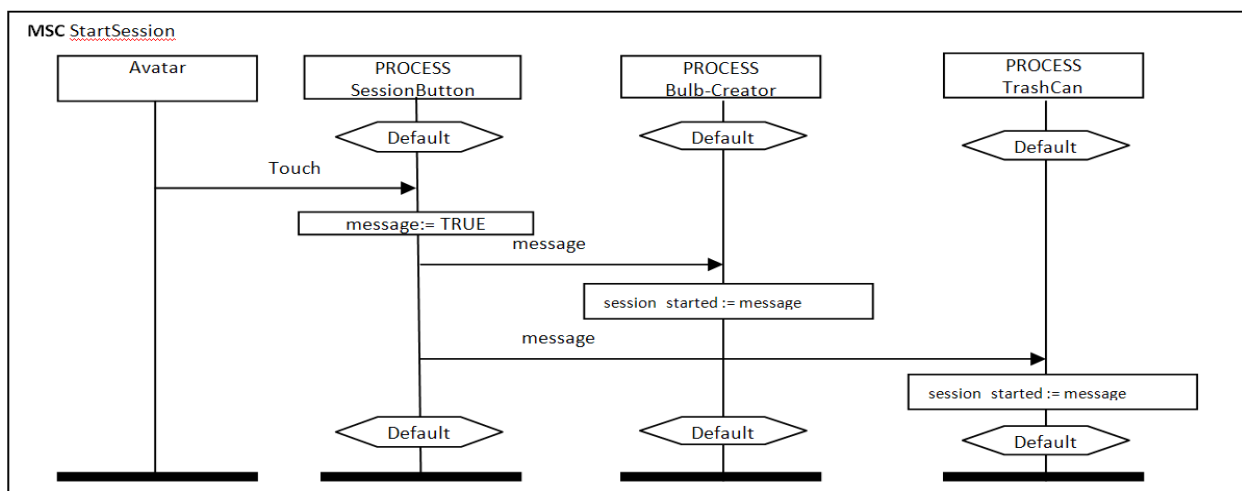 MSC StartSession
Avatar
PROCESS
SessionButton
PROCESS
Bulb-Creator
PROCESS
TrashCan
Default
Default
Default
Touch
message:= TRUE
message
session started := message
message
session started := message
Default
Default
Default